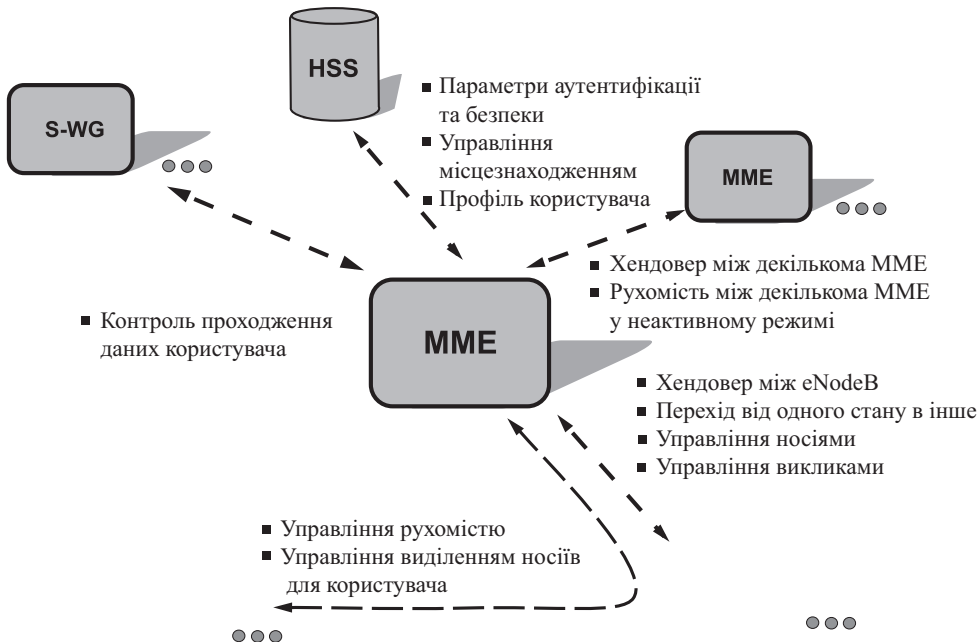 HSS
S-WG
■ Параметри аутентифікації
та безпеки
■ Управління
місцезнаходженням
■ Профіль користувача
MME
■ Хендовер між декількома MME
■ Рухомість між декількома MME
у неактивному режимі
■ Контроль проходження
даних користувача
MME
■ Хендовер між eNodeB
■ Перехід від одного стану в інше
■ Управління носіями
■ Управління викликами
■ Управління рухомістю
■ Управління виділенням носіїв
для користувача